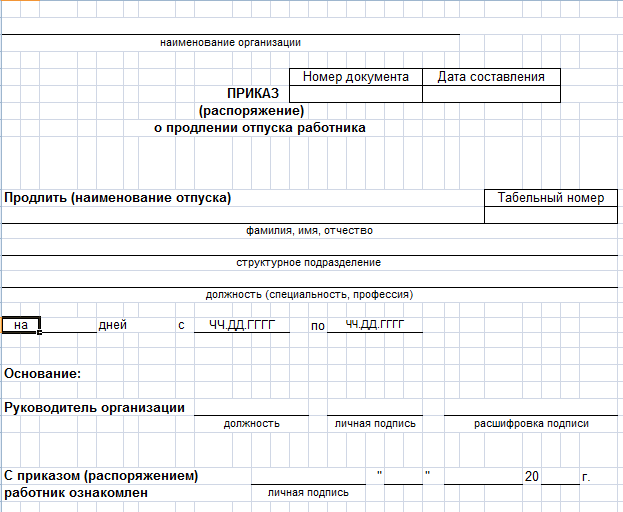 наименование организации
Номер документа Дата составления
ПРИКАЗ
(распоряжение)
о продлении отпуска работника
Продлить (наименование отпуска) Табельный номер
фамилия, имя, отчество
структурное подразделение
должность (специальность, профессия)
на дней с ЧЧ.ДД.ГГГГ по ЧЧ.ДД.ГГГГ
Основание:
Руководитель организации
должность личная подпись расшифровка подписи
С приказом (распоряжением) " " 20 г.
работник ознакомлен личная подпись